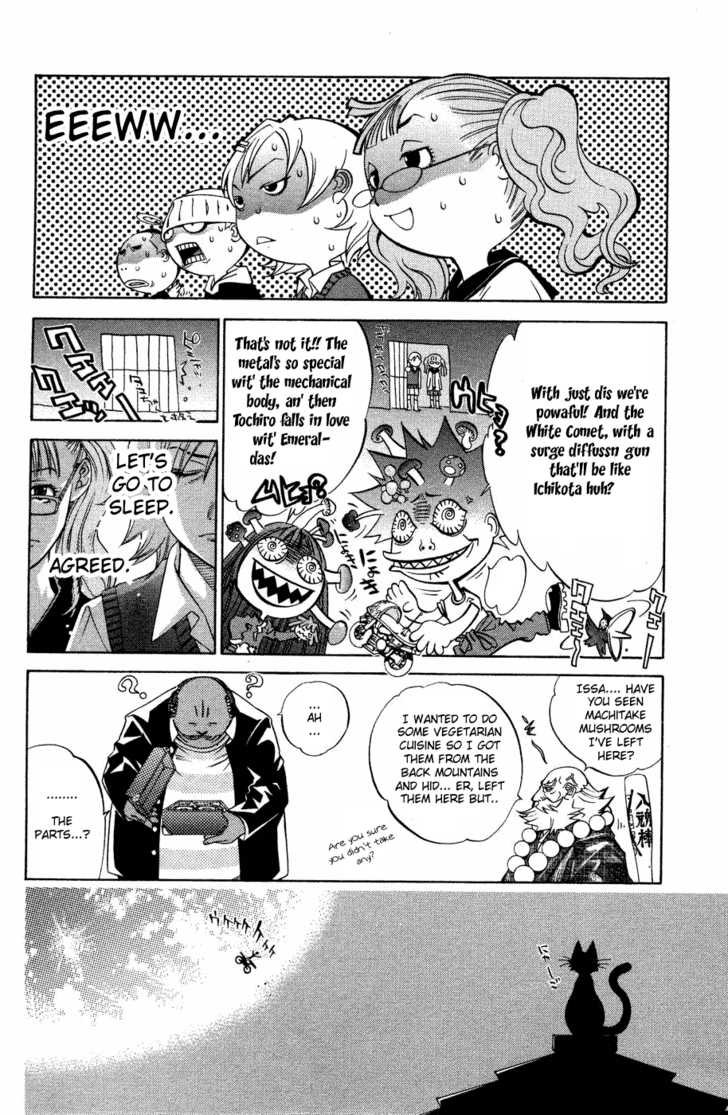 EEEWW...
With just dis we're
powaful! And the
White Comet, with a
surge diffussn gun
that'll be like
Ichikota huh?
That's not it!! The
metal's so special
wit' the mechanical
body, an' then
Tochiro falls in love
wit' Emeral-
das!
LET'S
GO TO
SLEEP.
AGREED.
ISSA.... HAVE
YOU SEEN
MACHITAKE
MUSHROOMS
I'VE LEFT
HERE?
I WANTED TO DO
SOME VEGETARIAN
CUISINE SO I GOT
THEM FROM THE
BACK MOUNTAINS
AND HID... ER, LEFT
THEM HERE BUT..
Are you sure
you didn't take
any?
...
AH
...
........
THE
PARTS...?
にゃーご